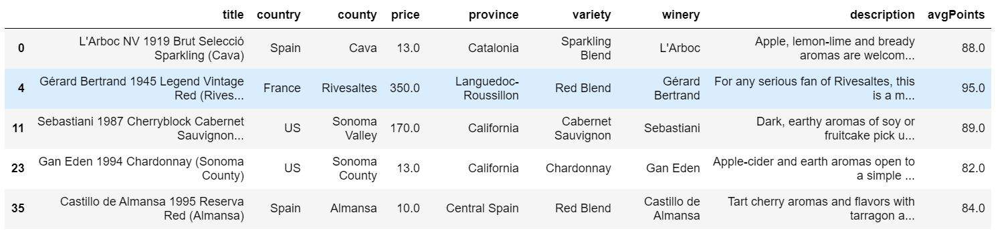 title country county price province variety winery description avgPoints
0 L'Arboc NV 1919 Brut Selecció Sparkling (Cava) Spain Cava 13.0 Catalonia Sparkling Blend L'Arboc Apple, lemon-lime and bready aromas are welcom... 88.0
4 Gérard Bertrand 1945 Legend Vintage Red (Rives... France Rivesaltes 350.0 Languedoc-Roussillon Red Blend Gérard Bertrand For any serious fan of Rivesaltes, this is a m... 95.0
11 Sebastiani 1987 Cherryblock Cabernet Sauvignon... US Sonoma Valley 170.0 California Cabernet Sauvignon Sebastiani Dark, earthy aromas of soy or fruitcake pick u... 89.0
23 Gan Eden 1994 Chardonnay (Sonoma County) US Sonoma County 13.0 California Chardonnay Gan Eden Apple-cider and earth aromas open to a simple ... 82.0
35 Castillo de Almansa 1995 Reserva Red (Almansa) Spain Almansa 10.0 Central Spain Red Blend Castillo de Almansa Tart cherry aromas and flavors with tarragon a... 84.0